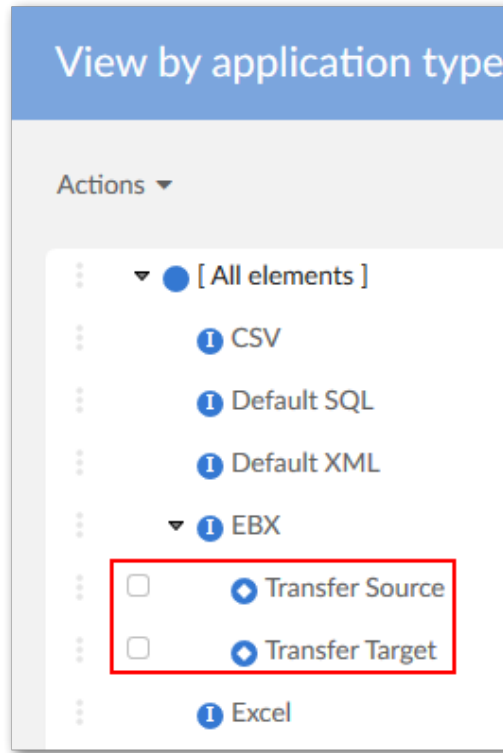 View by application type
Actions
[ All elements ]
CSV
Default SQL
Default XML
EBX
Transfer Source
Transfer Target
Excel